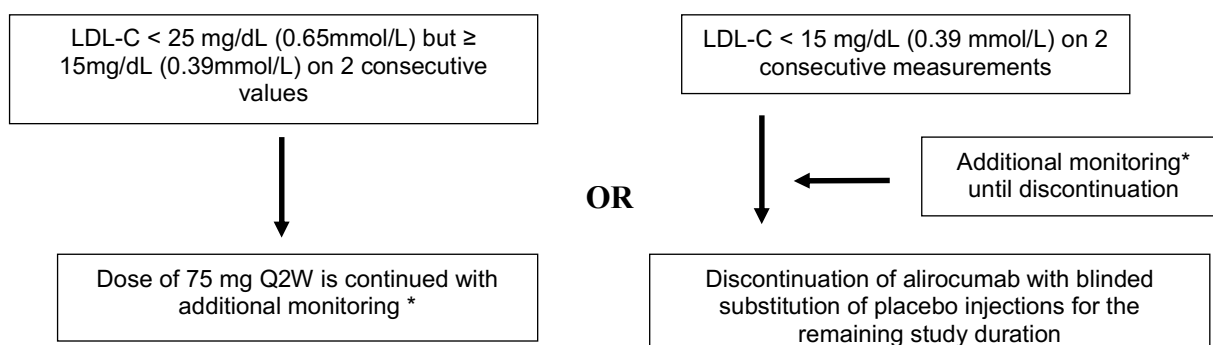 LDL-C < 25 mg/dL (0.65mmol/L) but ≥
15mg/dL (0.39mmol/L) on 2 consecutive
values
LDL-C < 15 mg/dL (0.39 mmol/L) on 2
consecutive measurements
Additional monitoring*
until discontinuation
OR
Dose of 75 mg Q2W is continued with
additional monitoring *
Discontinuation of alirocumab with blinded
substitution of placebo injections for the
remaining study duration